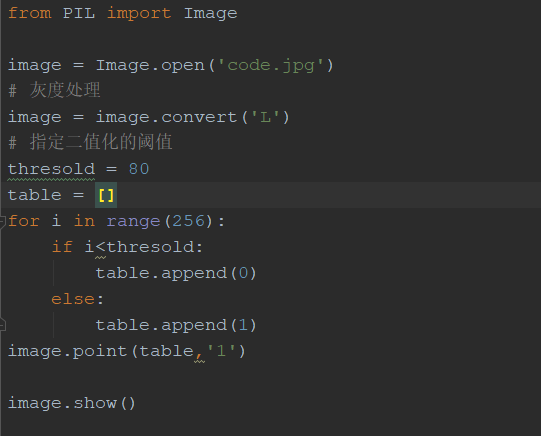 from PIL import Image
image = Image.open('code.jpg')
# 灰度处理
image = image.convert('L')
# 指定二值化的阈值
thresold = 80
table = []
for i in range(256):
    if i<thresold:
        table.append(0)
    else:
        table.append(1)
image.point(table,'1')
image.show()